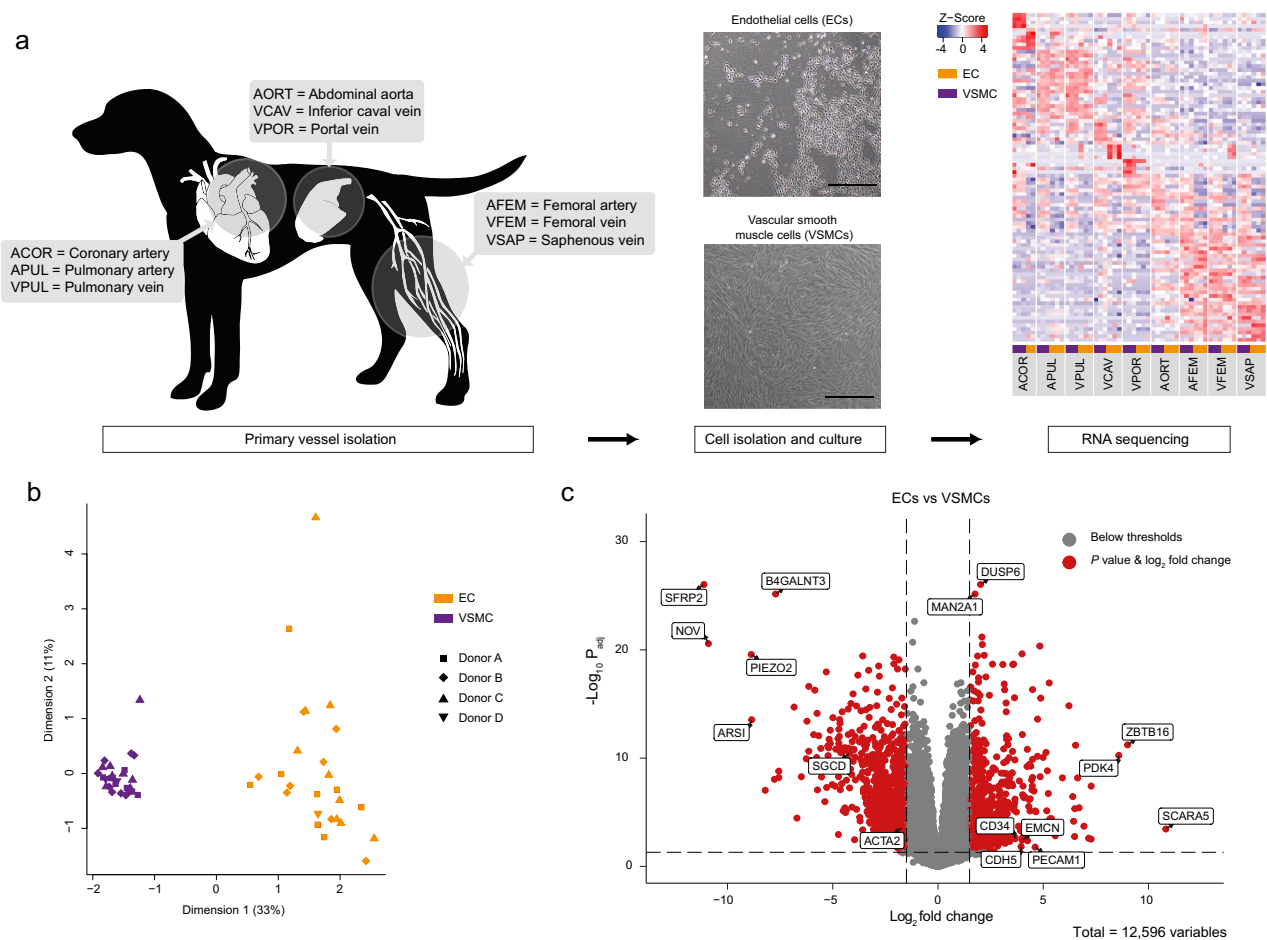 a
AORT = Abdominal aorta
VCAV = Inferior caval vein
VPOR = Portal vein
AFEM = Femoral artery
VFEM = Femoral vein
VSAP = Saphenous vein
ACOR = Coronary artery
APUL = Pulmonary artery
VPUL = Pulmonary vein
Endothelial cells (ECs)
Vascular smooth
muscle cells (VSMCs)
Z−Score
−4 0 4
EC
VSMC
ACOR
APUL
VPUL
VCAV
VPOR
AORT
AFEM
VFEM
VSAP
Primary vessel isolation
Cell isolation and culture
RNA sequencing
b
Dimension 2 (11%)
4
3
2
1
0
−1
−2 −1 0 1 2
Dimension 1 (33%)
EC
VSMC
Donor A
Donor B
Donor C
Donor D
c
ECs vs VSMCs
-Log10 Padj
30
20
10
0
−10 −5 0 5 10
Log2 fold change
Below thresholds
P value & log2 fold change
SFRP2
B4GALNT3
DUSP6
MAN2A1
NOV
PIEZO2
ARSI
SGCD
ACTA2
ZBTB16
PDK4
SCARA5
CD34
EMCN
CDH5
PECAM1
Total = 12,596 variables